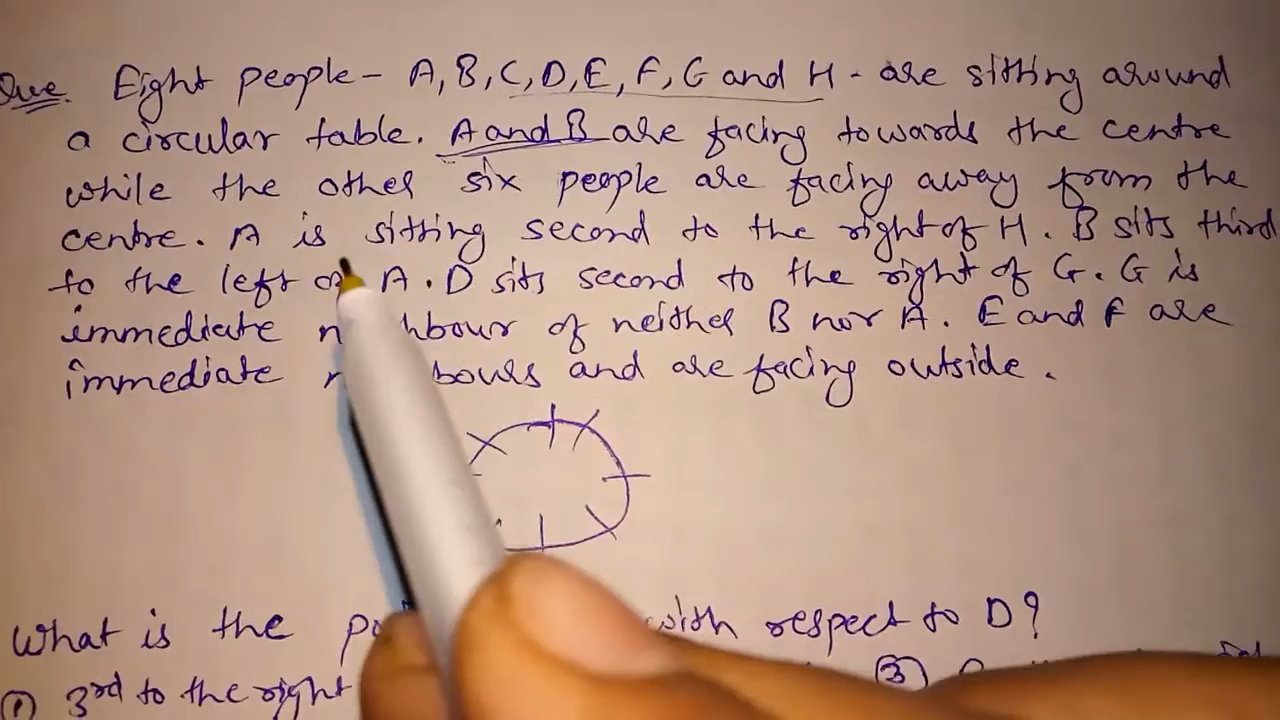 Que. Eight people - A, B, C, D, E, F, G and H - are sitting around
a circular table. A and B are facing towards the centre
while the other six people are facing away from the
centre. A is sitting second to the right of H. B sits third
to the left of A. D sits second to the right of G. G is
immediate of neither B nor A. E and F are
immediate and are facing outside.
What is the with respect to D?
① 3rd to the right ③